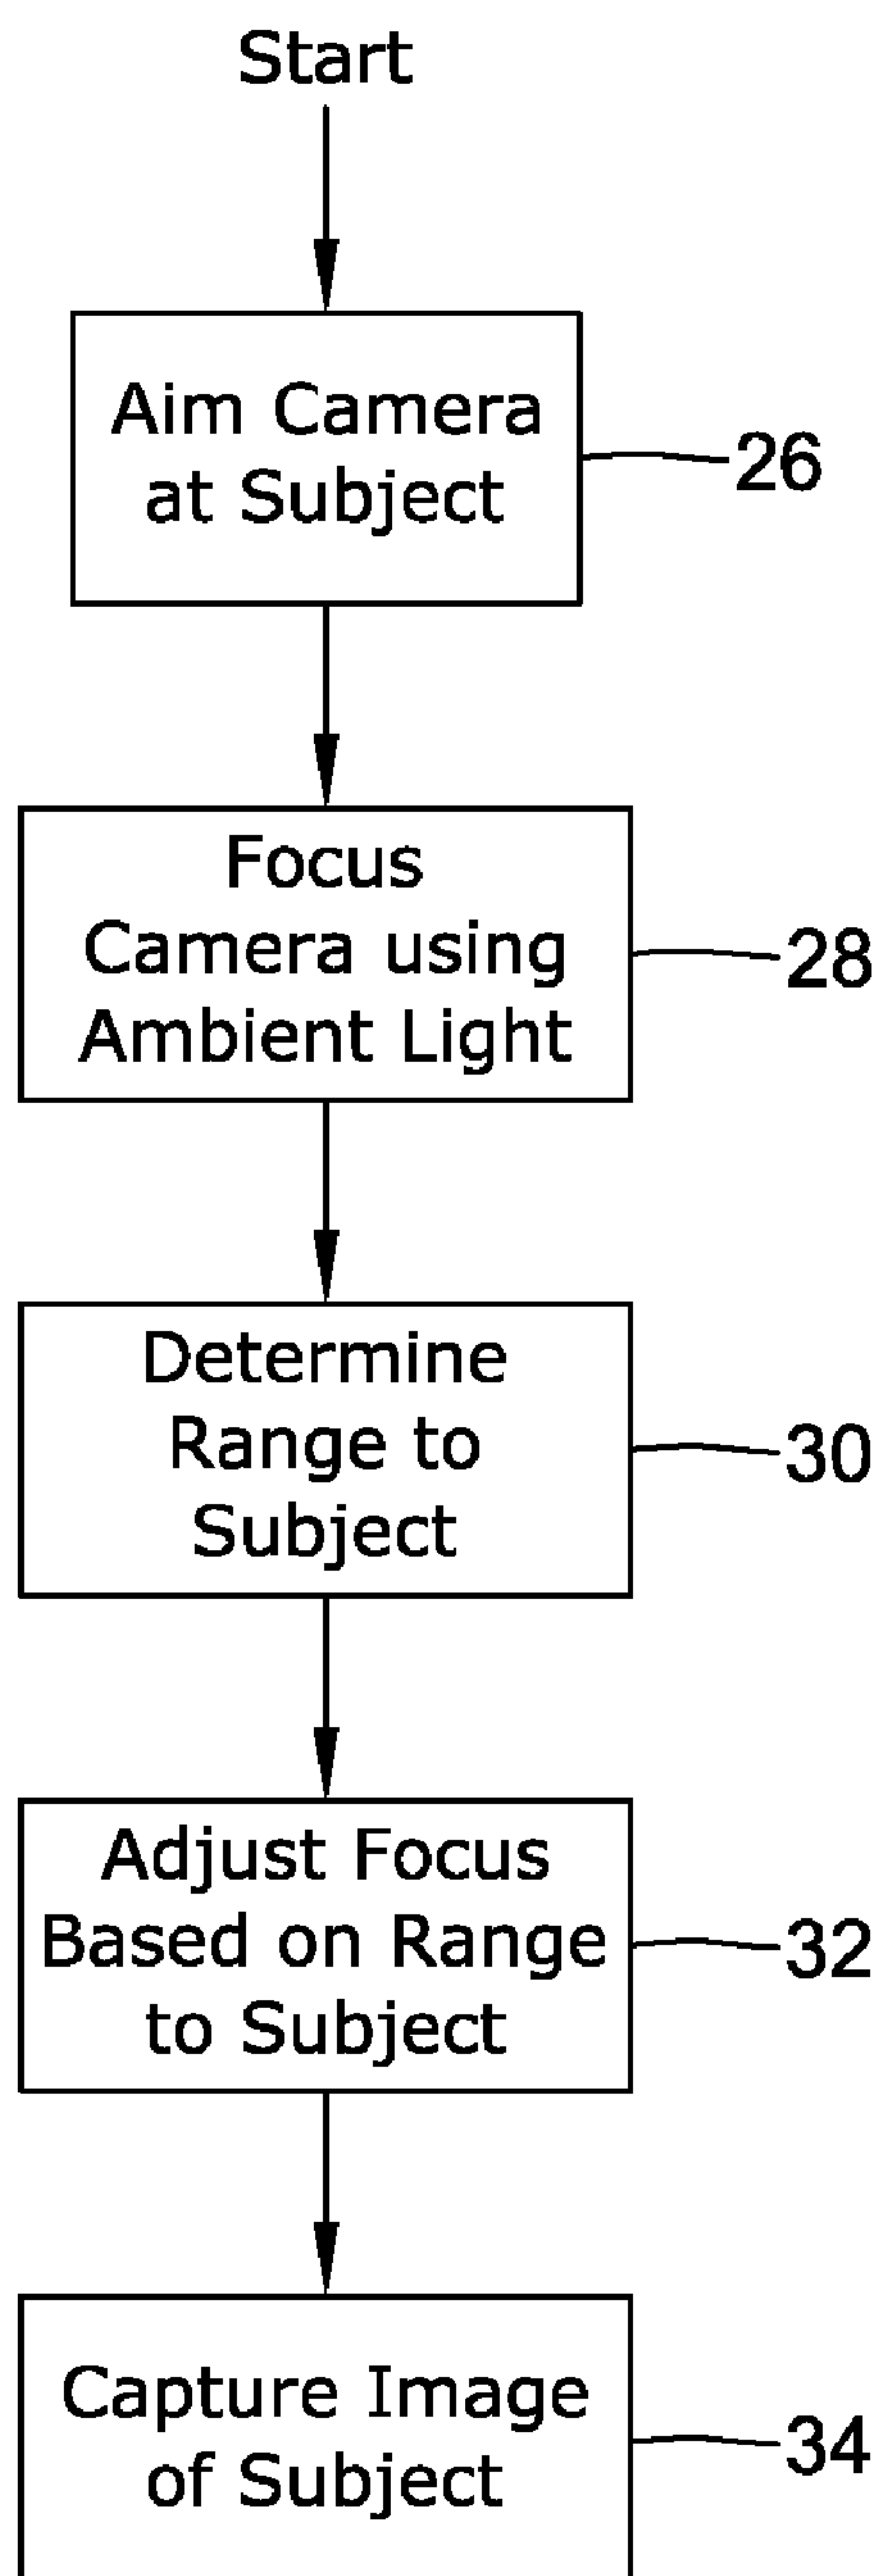 Start
Aim Camera
at Subject
26
Focus
Camera using
Ambient Light
28
Determine
Range to
Subject
30
Adjust Focus
Based on Range
to Subject
32
Capture Image
of Subject
34